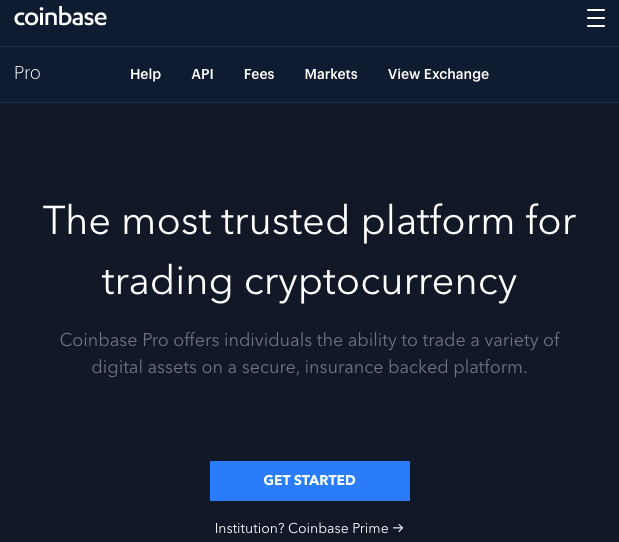 coinbase
Pro Help API Fees Markets View Exchange
The most trusted platform for
trading cryptocurrency
Coinbase Pro offers individuals the ability to trade a variety of
digital assets on a secure, insurance backed platform.
GET STARTED
Institution? Coinbase Prime →